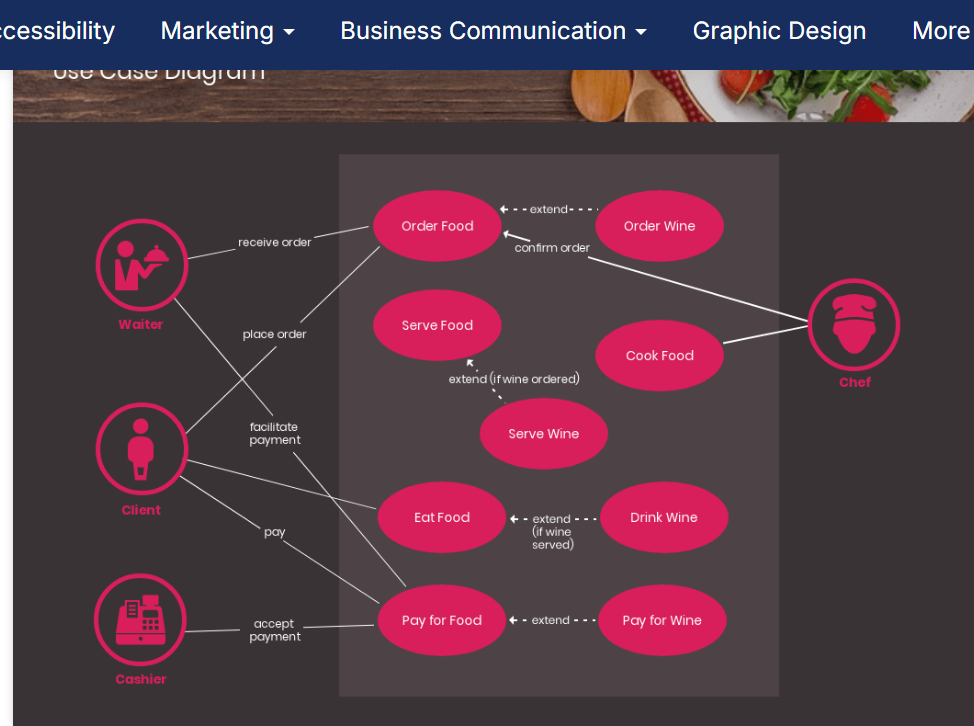 ccessibility Marketing Business Communication Graphic Design More
Use Case Diagram
Order Food
extend
Order Wine
receive order
confirm order
Waiter
Serve Food
place order
Cook Food
Chef
extend (if wine ordered)
facilitate
payment
Serve Wine
Client
Eat Food
extend
(if wine
served)
Drink Wine
pay
accept
payment
Pay for Food
extend
Pay for Wine
Cashier